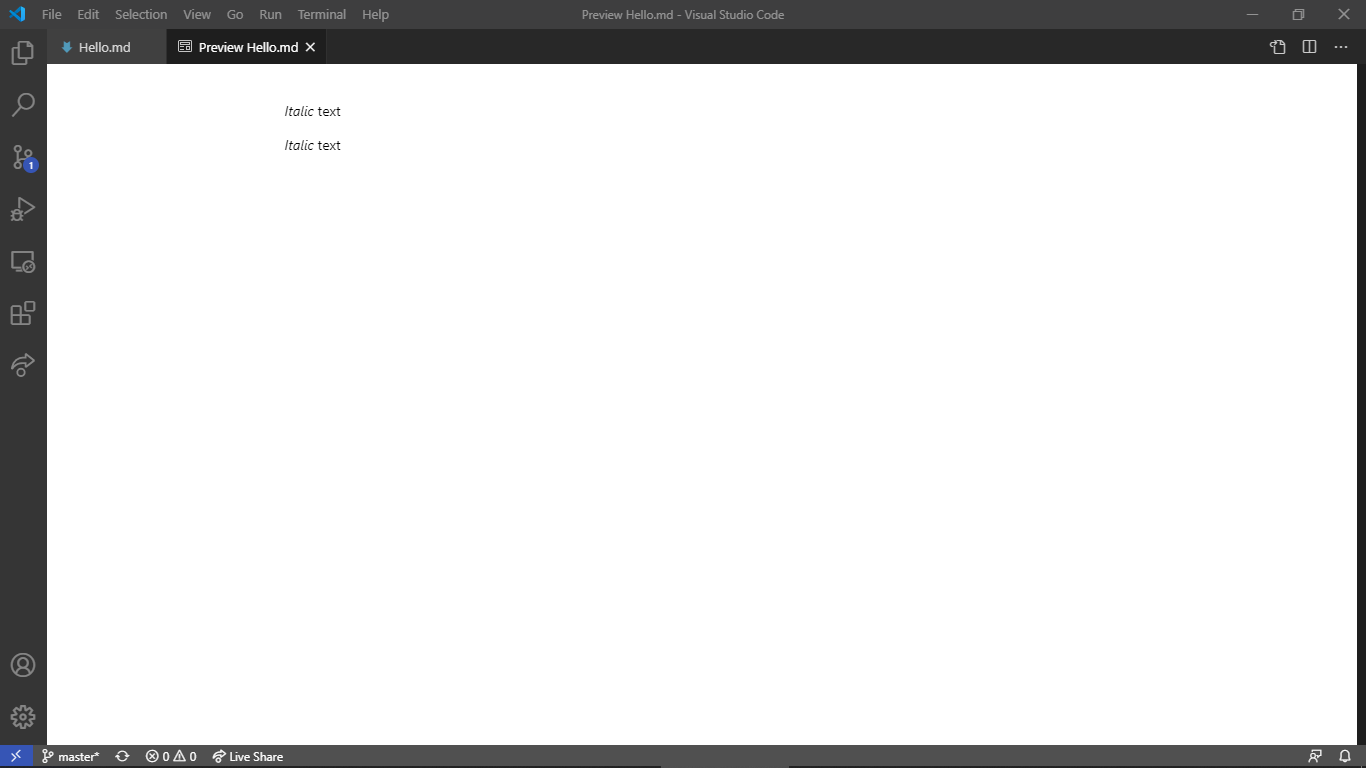 File Edit Selection View Go Run Terminal Help Preview Hello.md - Visual Studio Code
Hello.md Preview Hello.md
Italic text
Italic text
1
master* 0 0 Live Share